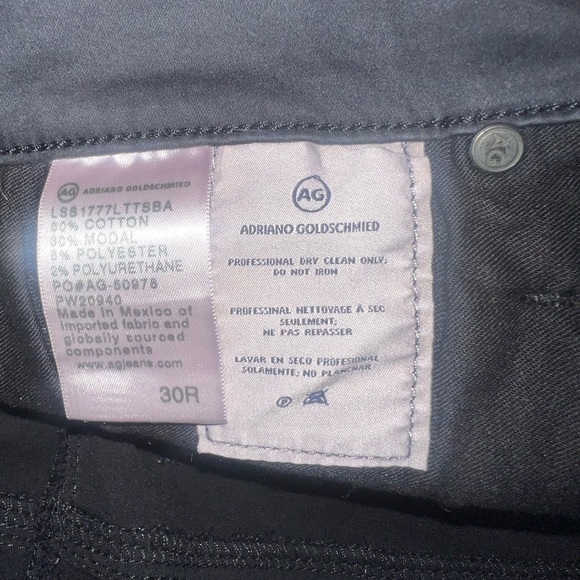 AG ADRIANO GOLDSCHMIED
LSS1777LTTSBA
60% COTTON
30% MODAL
8% POLYESTER
2% POLYURETHANE
PO#AG-50978
PW20940
Made in Mexico of
imported fabric and
globally sourced
components
www.agjeans.com
30R
AG
ADRIANO GOLDSCHMIED
PROFESSIONAL DRY CLEAN ONLY;
DO NOT IRON
PROFESSINAL NETTOYAGE À SEC
SEULEMENT;
NE PAS REPASSER
LAVAR EN SECO PROFESIONAL
SOLAMENTE; NO PLANCHAR
P